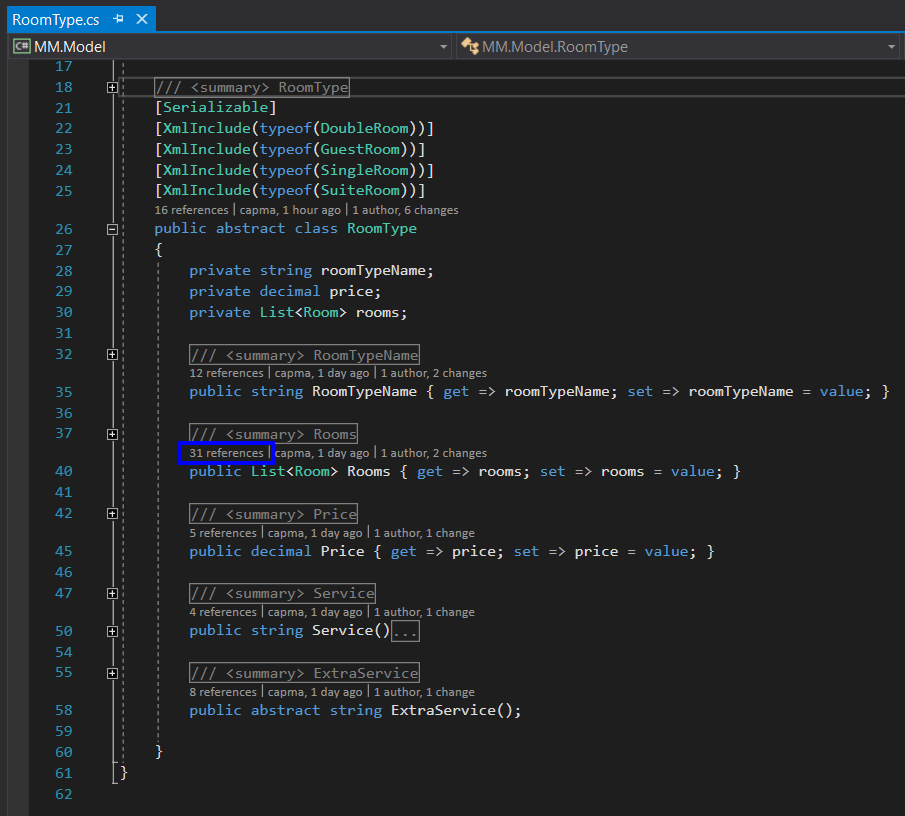 RoomType.cs
MM.Model MM.Model.RoomType
17
18 /// <summary> RoomType
21 [Serializable]
22 [XmlInclude(typeof(DoubleRoom))]
23 [XmlInclude(typeof(GuestRoom))]
24 [XmlInclude(typeof(SingleRoom))]
25 [XmlInclude(typeof(SuiteRoom))]
16 references | capma, 1 hour ago | 1 author, 6 changes
26 public abstract class RoomType
27 {
28 private string roomTypeName;
29 private decimal price;
30 private List<Room> rooms;
31
32 /// <summary> RoomTypeName
12 references | capma, 1 day ago | 1 author, 2 changes
35 public string RoomTypeName { get => roomTypeName; set => roomTypeName = value; }
36
37 /// <summary> Rooms
31 references | capma, 1 day ago | 1 author, 2 changes
40 public List<Room> Rooms { get => rooms; set => rooms = value; }
41
42 /// <summary> Price
5 references | capma, 1 day ago | 1 author, 1 change
45 public decimal Price { get => price; set => price = value; }
46
47 /// <summary> Service
4 references | capma, 1 day ago | 1 author, 1 change
50 public string Service()...
54
55 /// <summary> ExtraService
8 references | capma, 1 day ago | 1 author, 1 change
58 public abstract string ExtraService();
59
60 }
61 }
62